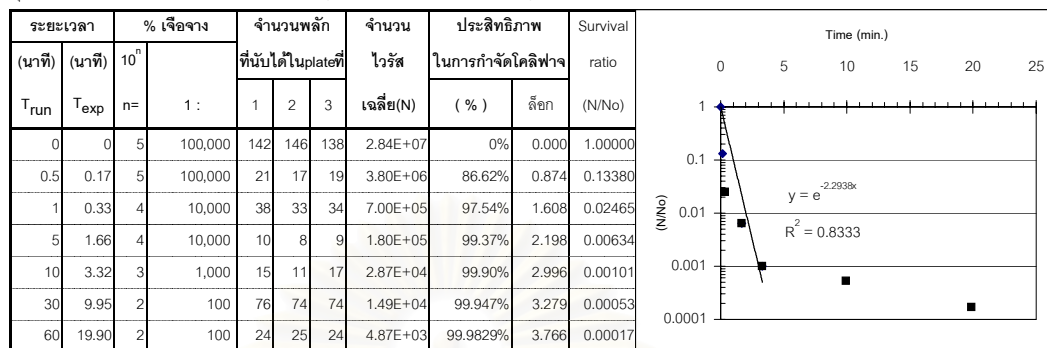 ระยะเวลา % เจือจาง จำนวนพลัก จำนวน ประสิทธิภาพ Survival
(นาที) (นาที) 10^n ที่นับได้ในplateที่ ไวรัส ในการกำจัดโคลิฟาจ ratio
T run T exp n= 1 : 1 2 3 เฉลี่ย(N) ( % ) ล็อก (N/No)
0 0 5 100,000 142 146 138 2.84E+07 0% 0.000 1.00000
0.5 0.17 5 100,000 21 17 19 3.80E+06 86.62% 0.874 0.13380
1 0.33 4 10,000 38 33 34 7.00E+05 97.54% 1.608 0.02465
5 1.66 4 10,000 10 8 9 1.80E+05 99.37% 2.198 0.00634
10 3.32 3 1,000 15 11 17 2.87E+04 99.90% 2.996 0.00101
30 9.95 2 100 76 74 74 1.49E+04 99.947% 3.279 0.00053
60 19.90 2 100 24 25 24 4.87E+03 99.9829% 3.766 0.00017
Time (min.)
0 5 10 15 20 25
1
0.1
0.01
0.001
0.0001
(N/No)
y = e^-2.2938x
R^2 = 0.8333